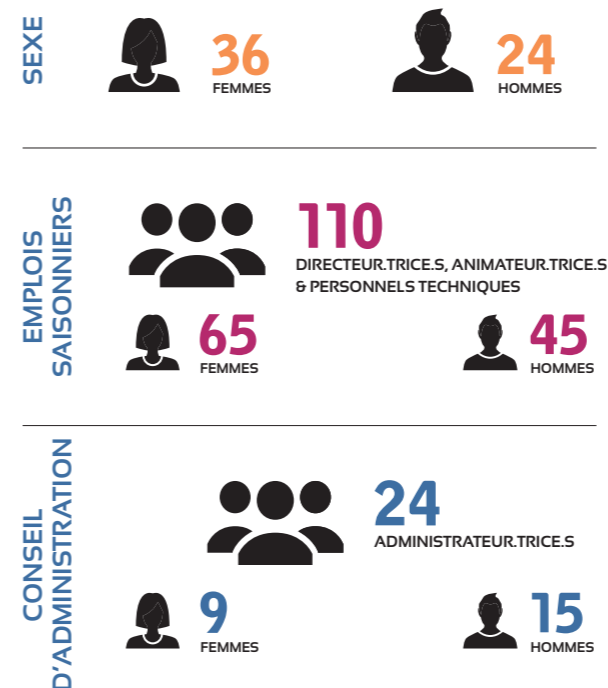 SEXE
36
FEMMES
24
HOMMES
EMPLOIS
SAISONNIERS
110
DIRECTEUR.TRICE.S, ANIMATEUR.TRICE.S
& PERSONNELS TECHNIQUES
65
FEMMES
45
HOMMES
CONSEIL
D'ADMINISTRATION
24
ADMINISTRATEUR.TRICE.S
9
FEMMES
15
HOMMES